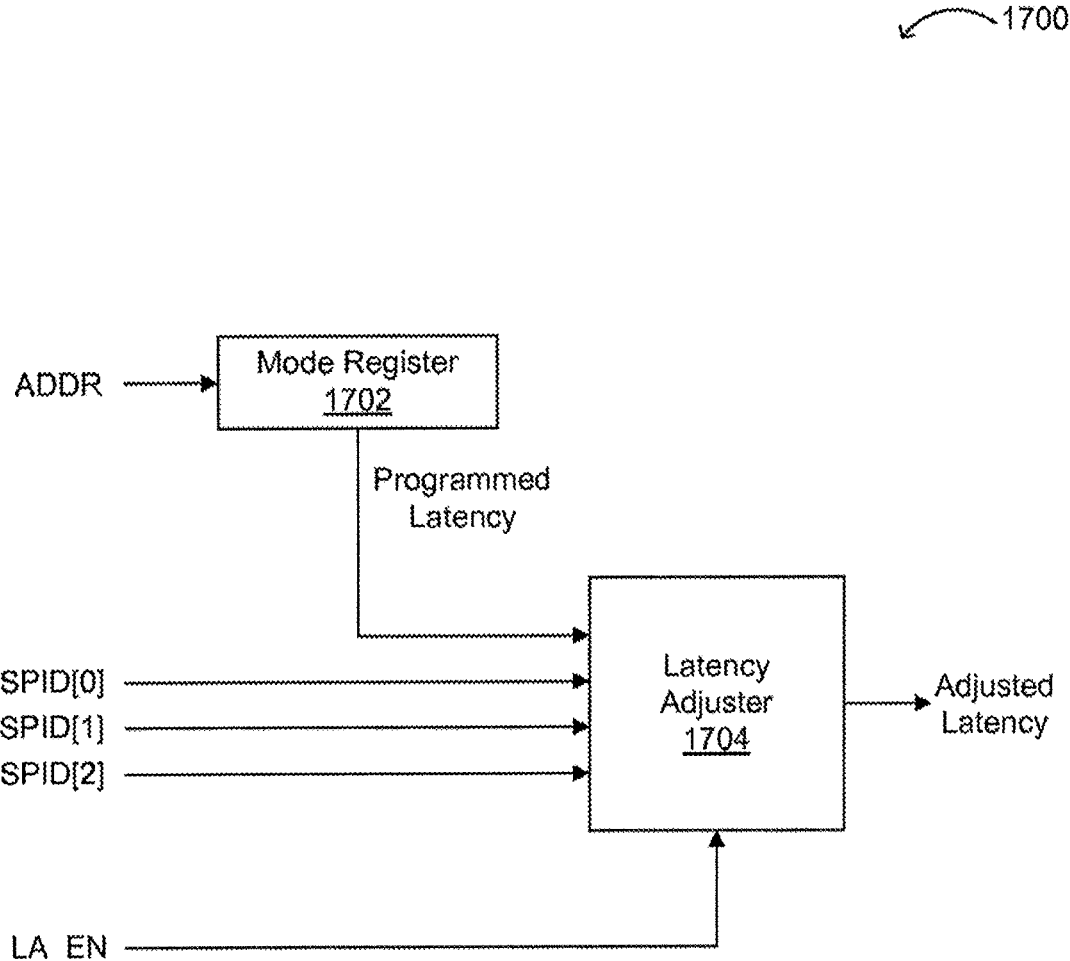 1700
ADDR
Mode Register
1702
Programmed
Latency
SPID[0]
SPID[1]
SPID[2]
Latency
Adjuster
1704
Adjusted
Latency
LA_EN